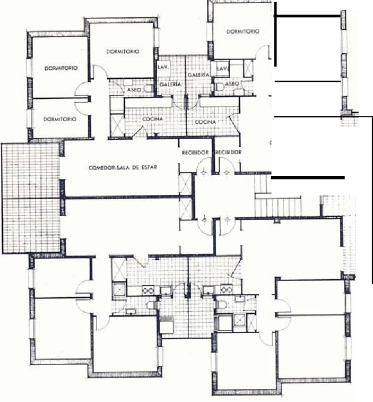 DORMITORIO
DORMITORIO
DORMITORIO
LAV.
GALERIA
GALERIA
LAV.
ASEO
ASEO
DORMITORIO
COCINA
COCINA
RECIBIDOR
RECIBIDOR
COMEDOR-SALA DE ESTAR